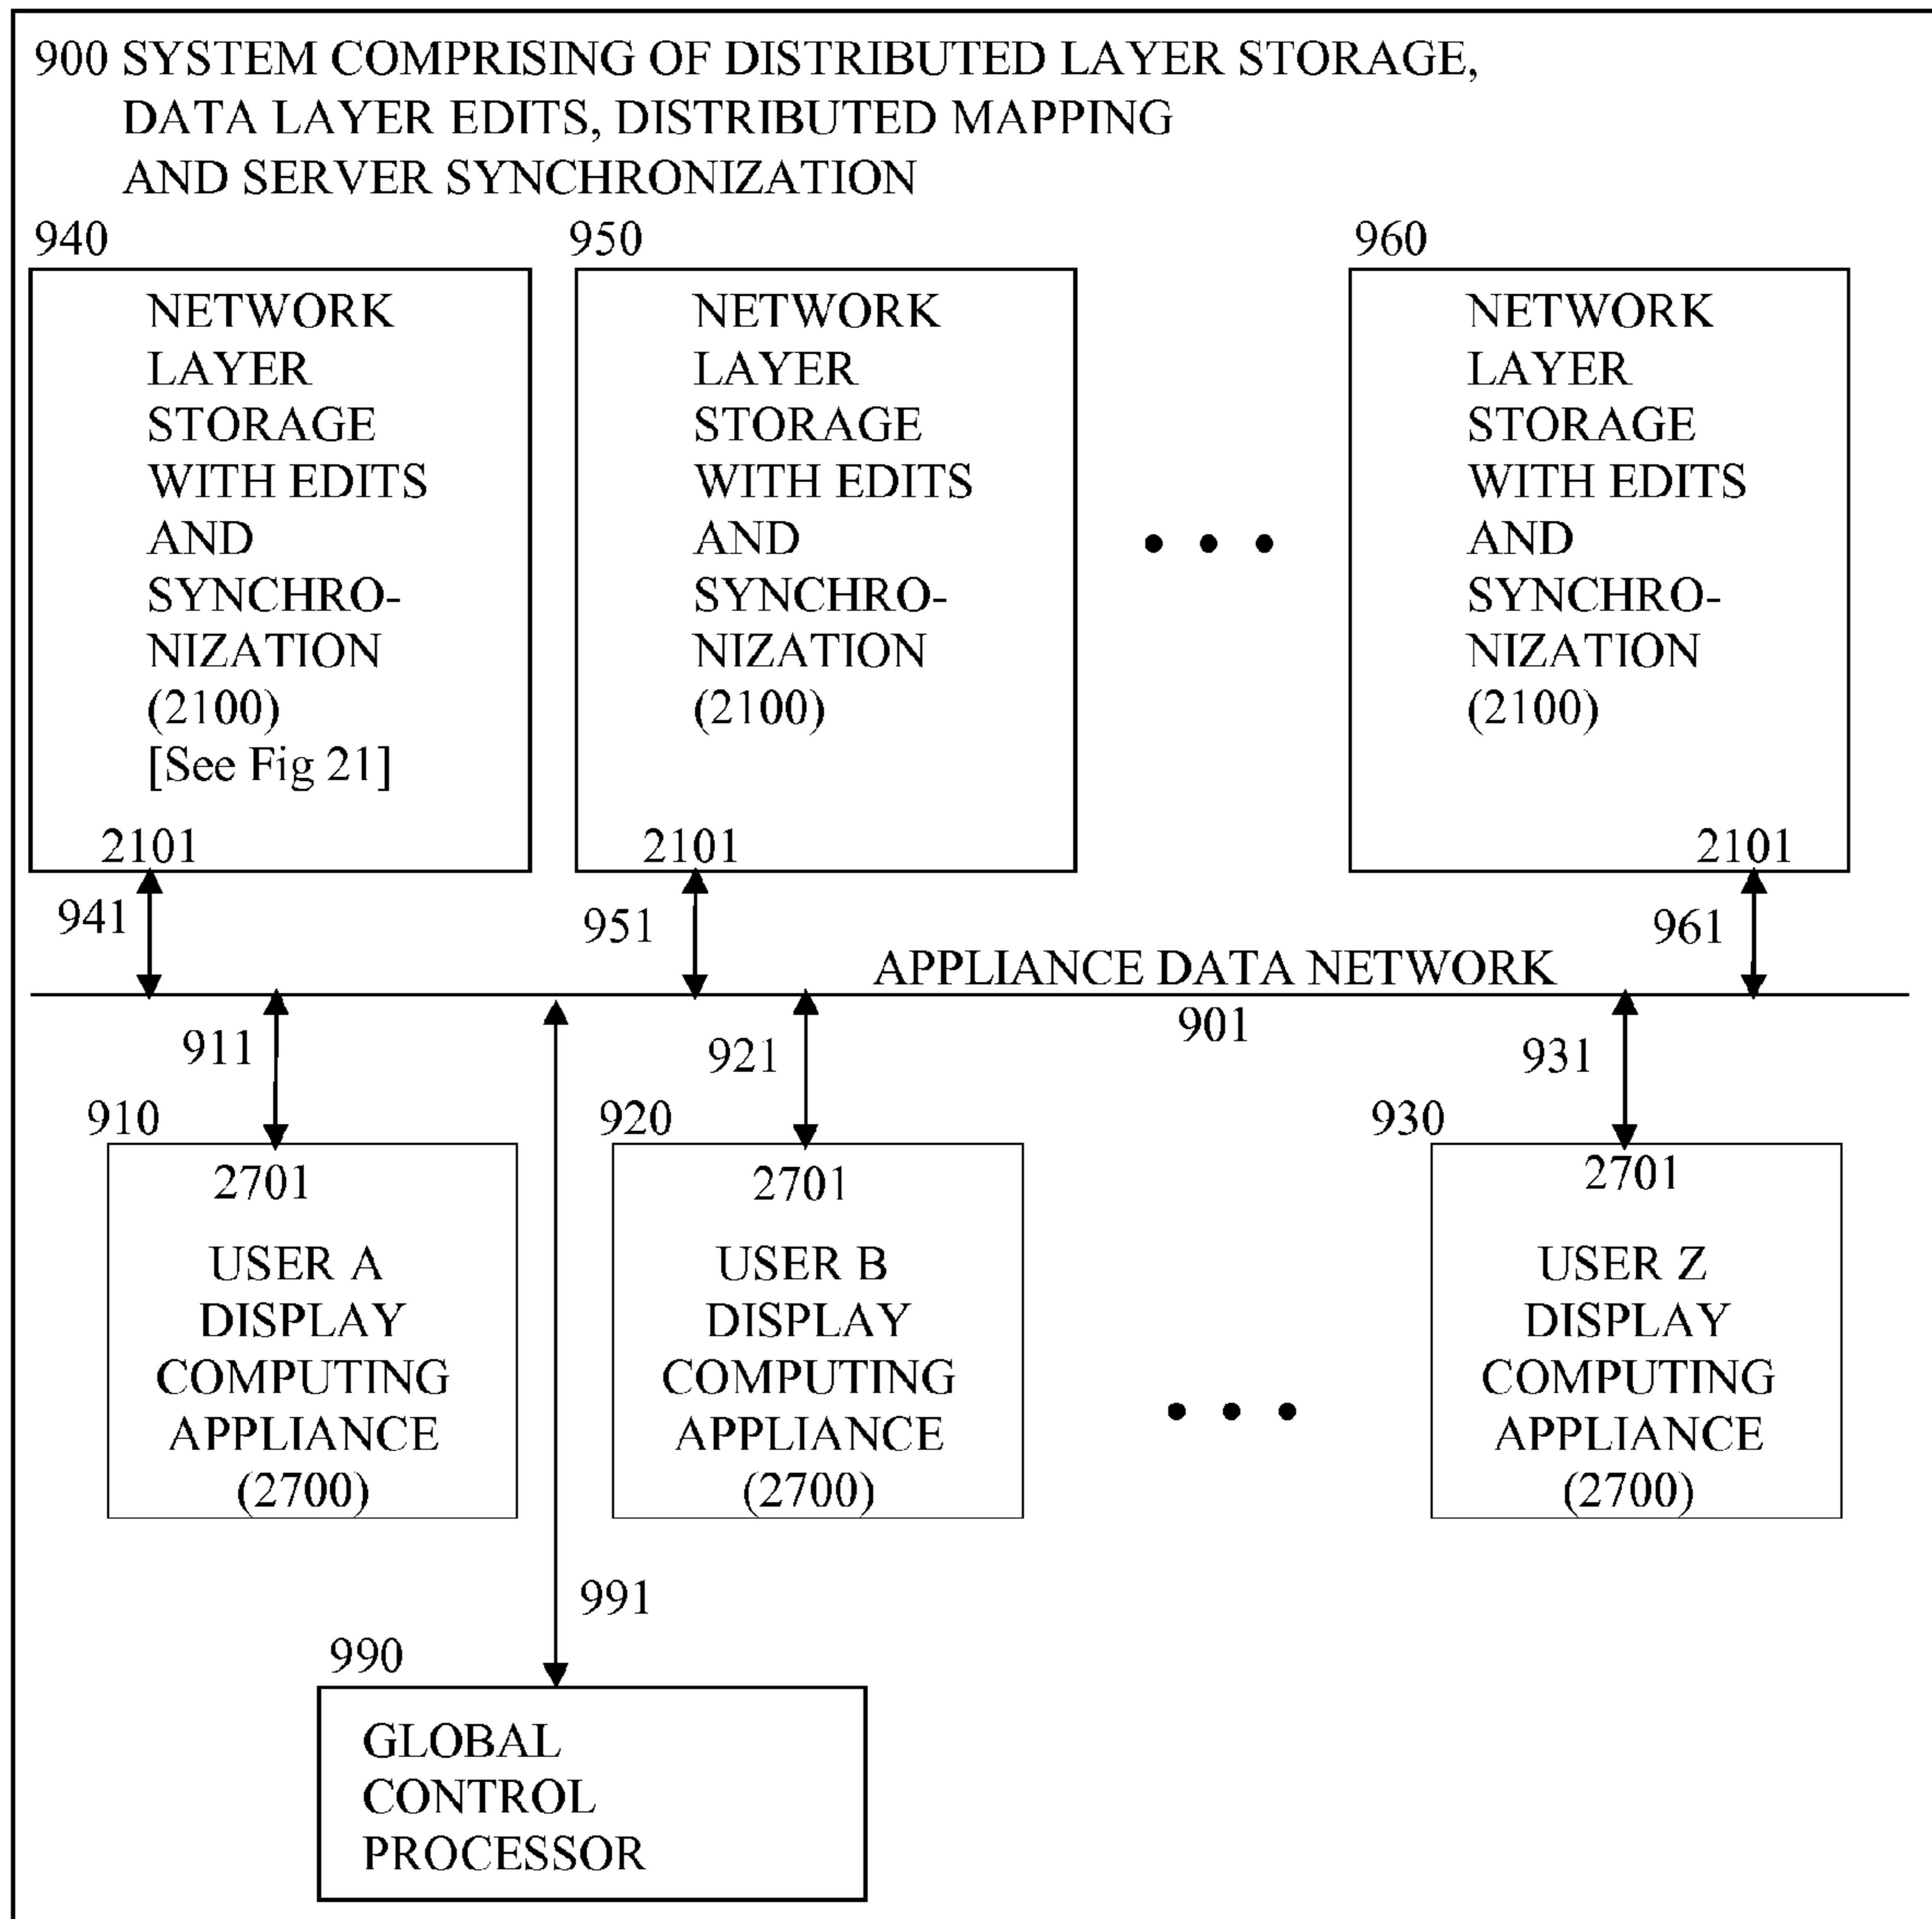 900 SYSTEM COMPRISING OF DISTRIBUTED LAYER STORAGE,
DATA LAYER EDITS, DISTRIBUTED MAPPING
AND SERVER SYNCHRONIZATION
940
NETWORK
LAYER
STORAGE
WITH EDITS
AND
SYNCHRO-
NIZATION
(2100)
[See Fig 21]
2101
941
950
NETWORK
LAYER
STORAGE
WITH EDITS
AND
SYNCHRO-
NIZATION
(2100)
2101
951
960
NETWORK
LAYER
STORAGE
WITH EDITS
AND
SYNCHRO-
NIZATION
(2100)
2101
961
APPLIANCE DATA NETWORK
901
911
910
2701
USER A
DISPLAY
COMPUTING
APPLIANCE
(2700)
921
920
2701
USER B
DISPLAY
COMPUTING
APPLIANCE
(2700)
931
930
2701
USER Z
DISPLAY
COMPUTING
APPLIANCE
(2700)
991
990
GLOBAL
CONTROL
PROCESSOR